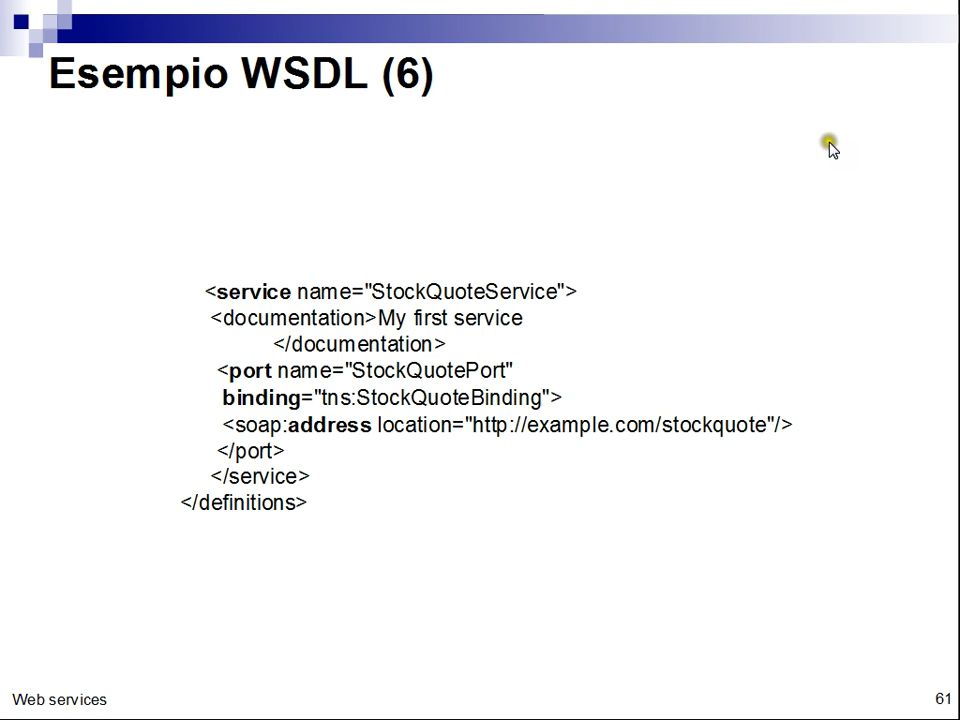 Esempio WSDL (6)
<service name="StockQuoteService">
<documentation>My first service
</documentation>
<port name="StockQuotePort"
binding="tns:StockQuoteBinding">
<soap:address location="http://example.com/stockquote"/>
</port>
</service>
</definitions>
Web services
61